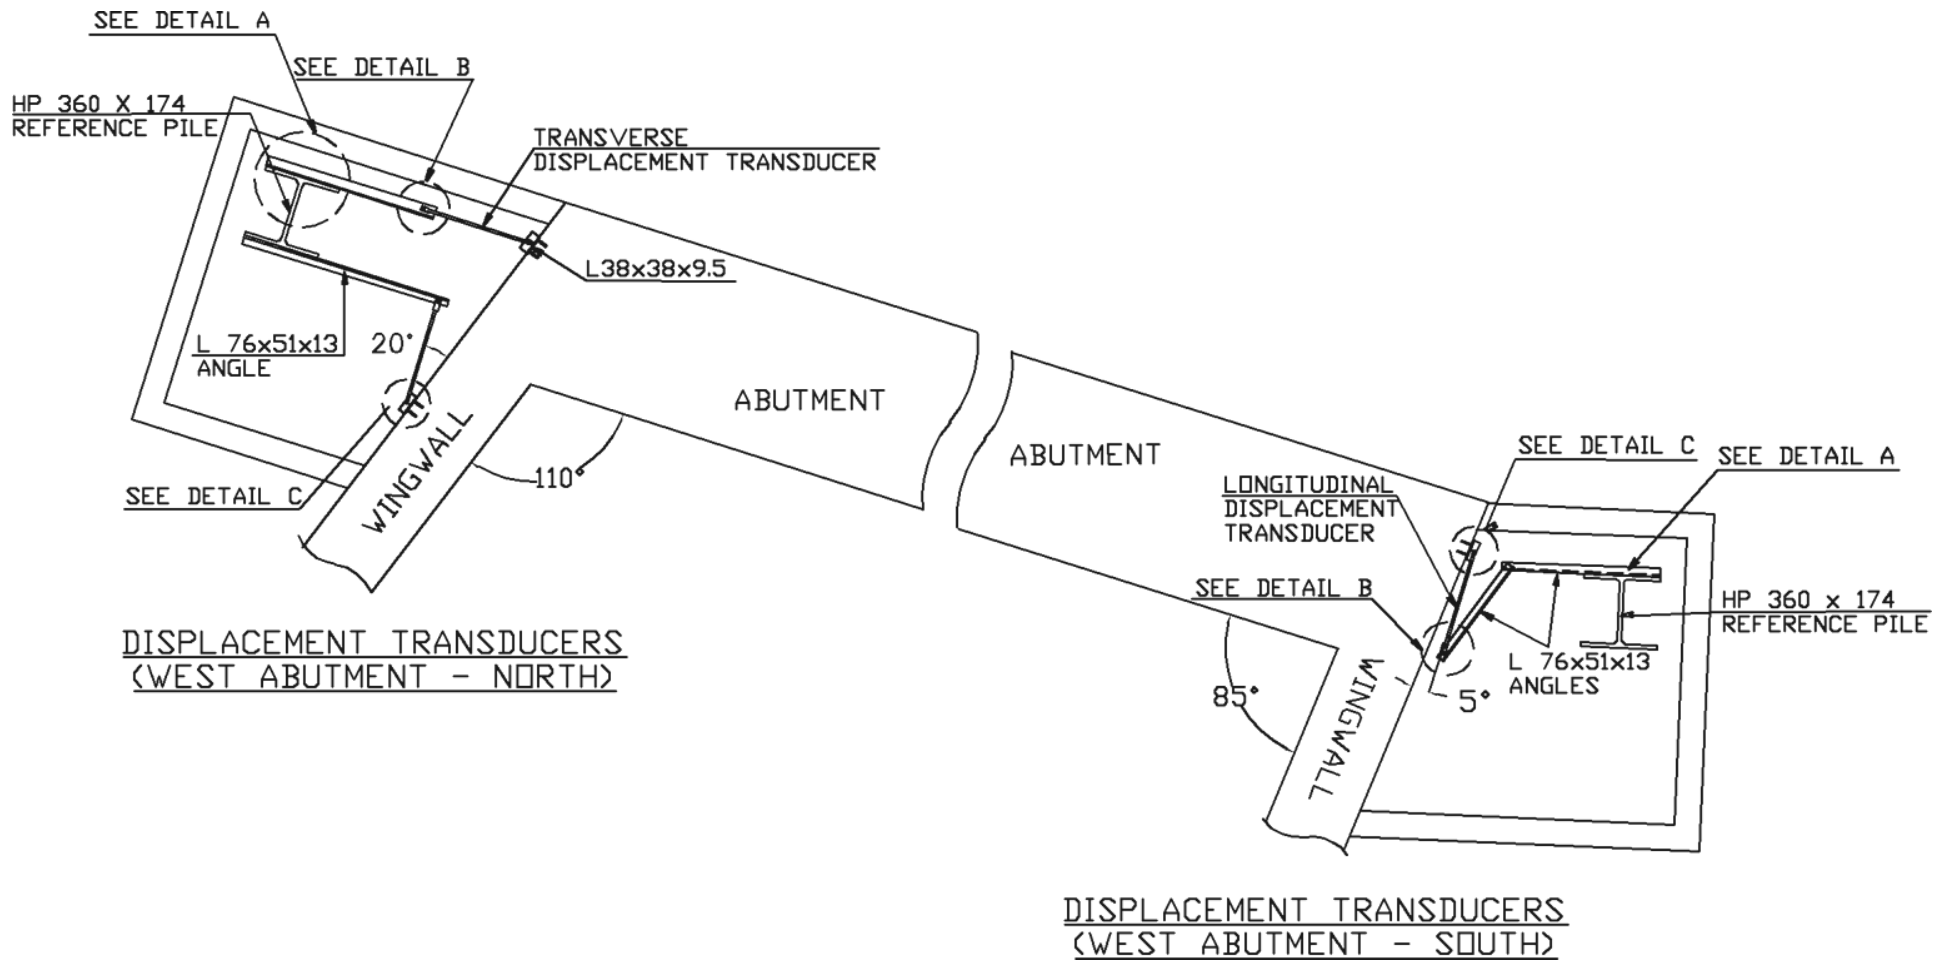 SEE DETAIL A
SEE DETAIL B
HP 360 X 174
REFERENCE PILE
TRANSVERSE
DISPLACEMENT TRANSDUCER
L38x38x9.5
L 76x51x13
ANGLE
20°
ABUTMENT
WINGWALL
110°
SEE DETAIL C
DISPLACEMENT TRANSDUCERS
(WEST ABUTMENT - NORTH)
ABUTMENT
SEE DETAIL C
SEE DETAIL A
LONGITUDINAL
DISPLACEMENT
TRANSDUCER
SEE DETAIL B
HP 360 x 174
REFERENCE PILE
L 76x51x13
ANGLES
85°
5°
WINGWALL
DISPLACEMENT TRANSDUCERS
(WEST ABUTMENT - SOUTH)